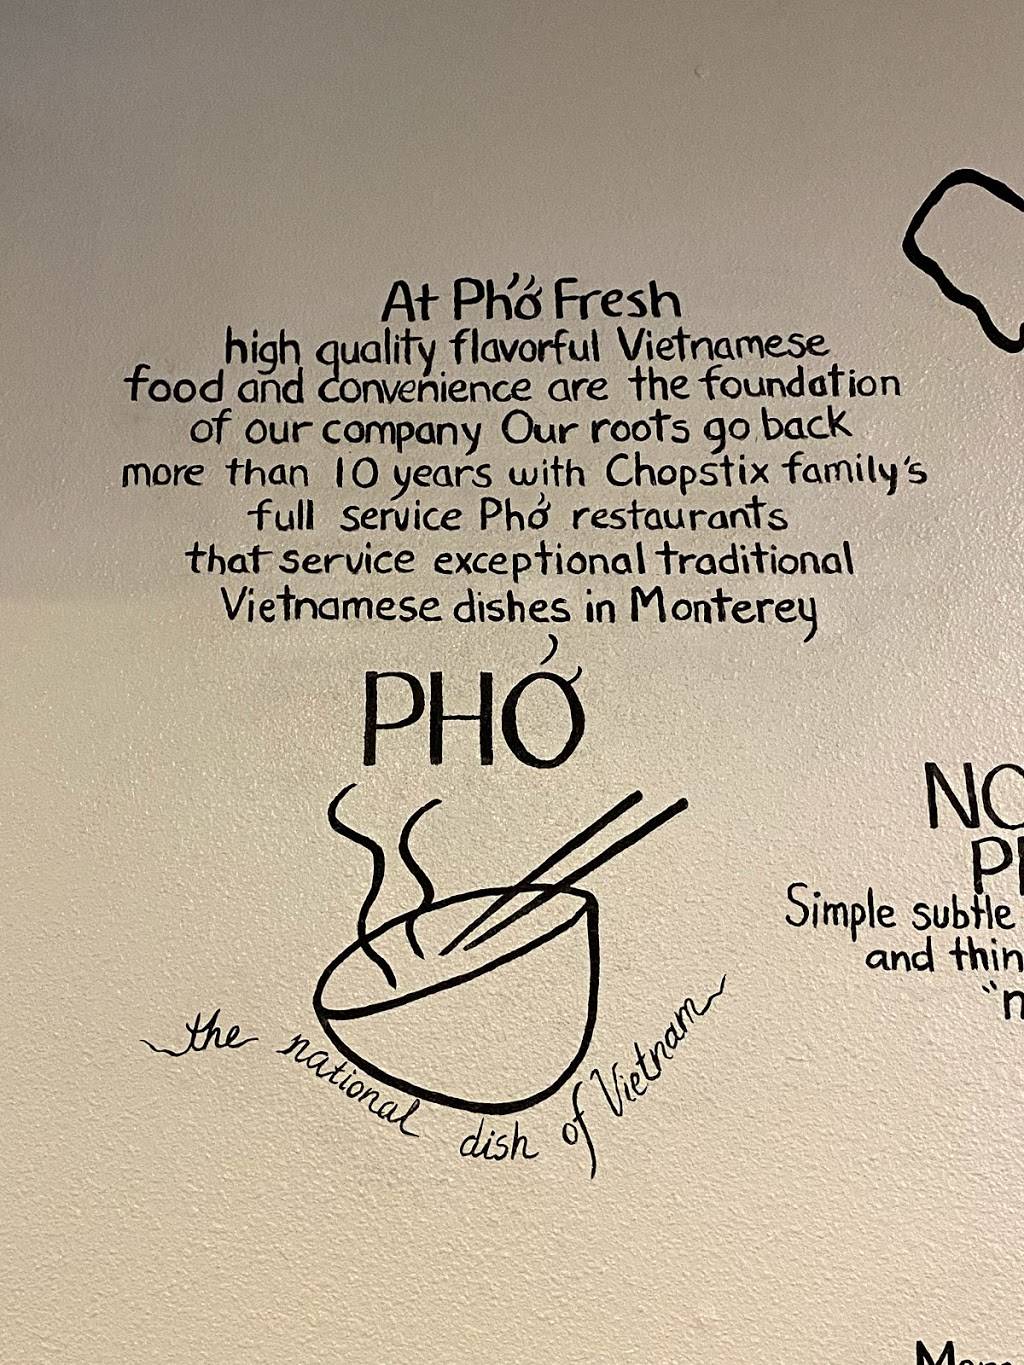 At Phở Fresh
high quality flavorful Vietnamese
food and convenience are the foundation
of our company Our roots go back
more than 10 years with Chopstix family's
full service Phở restaurants
that service exceptional traditional
Vietnamese dishes in Monterey
PHỞ
the national dish of Vietnam
Simple subtle
and thin